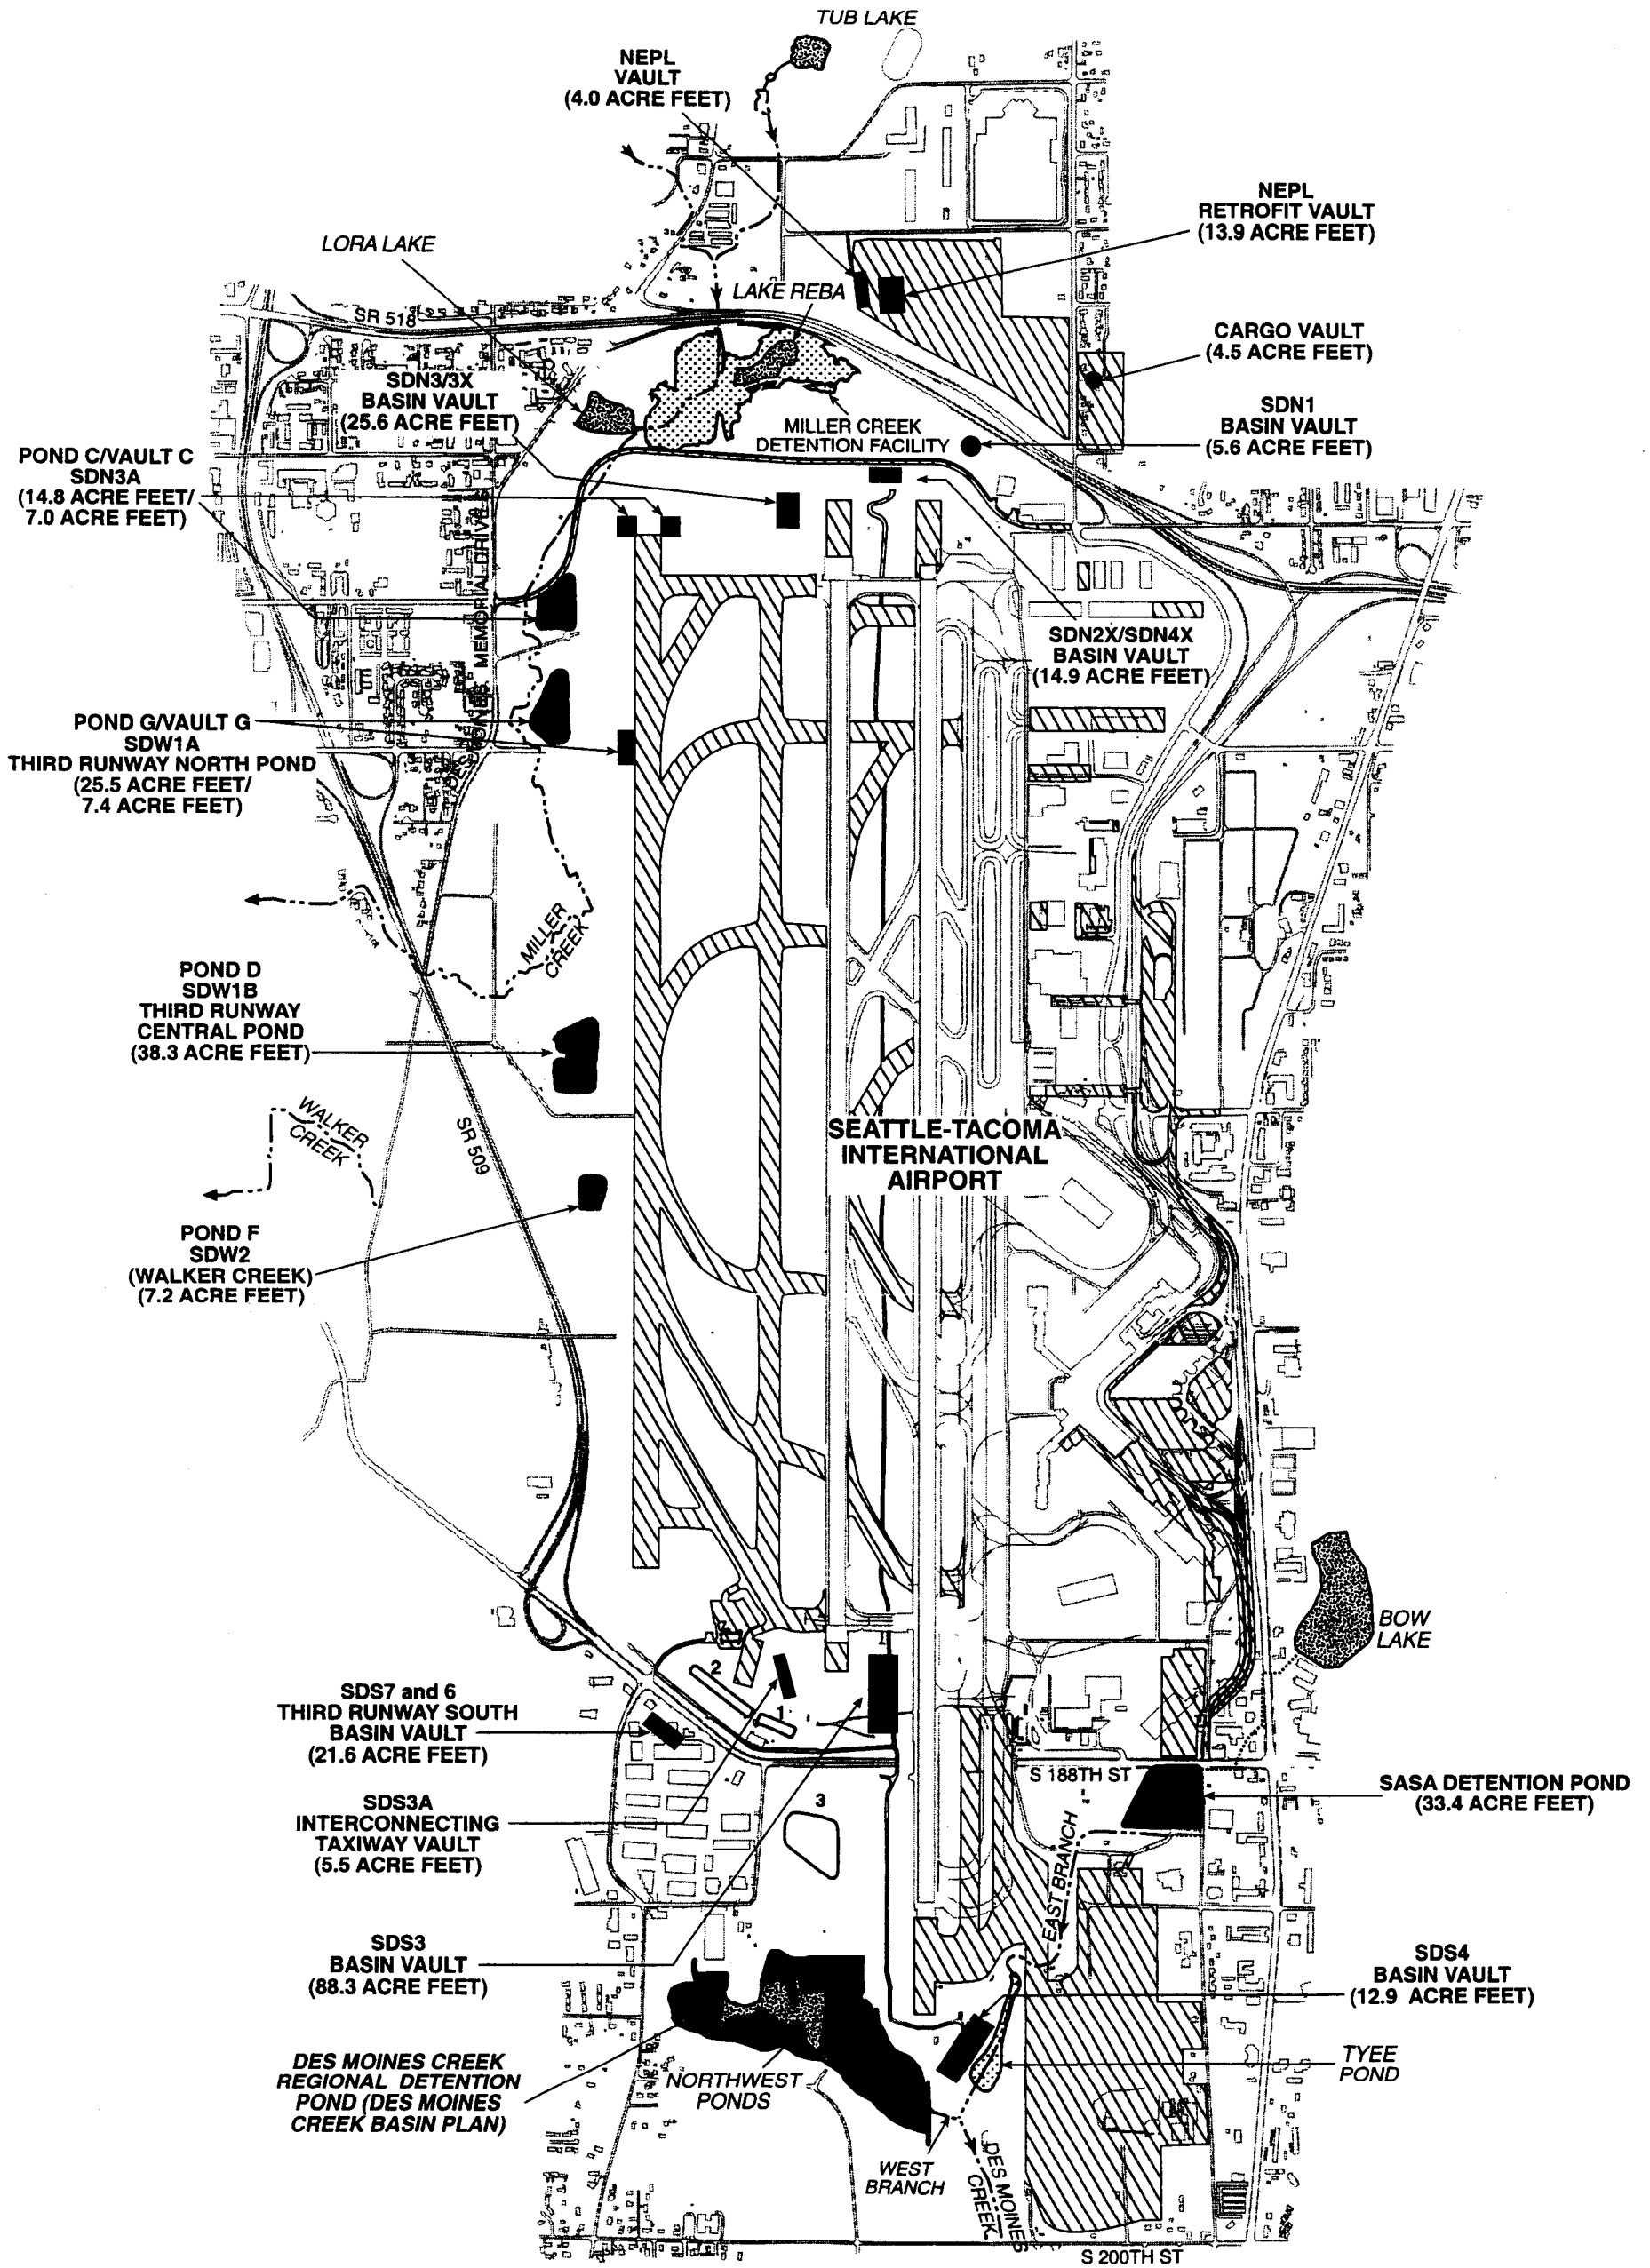 TUB LAKE
NEPL
VAULT
(4.0 ACRE FEET)
NEPL
RETROFIT VAULT
(13.9 ACRE FEET)
LORA LAKE
LAKE REBA
SR 518
CARGO VAULT
(4.5 ACRE FEET)
SDN3/3X
BASIN VAULT
(25.6 ACRE FEET)
MILLER CREEK
DETENTION FACILITY
SDN1
BASIN VAULT
(5.6 ACRE FEET)
POND C/VAULT C
SDN3A
(14.8 ACRE FEET/
7.0 ACRE FEET)
DES MOINES MEMORIAL DRIVE S
SDN2X/SDN4X
BASIN VAULT
(14.9 ACRE FEET)
POND G/VAULT G
SDW1A
THIRD RUNWAY NORTH POND
(25.5 ACRE FEET/
7.4 ACRE FEET)
MILLER
CREEK
POND D
SDW1B
THIRD RUNWAY
CENTRAL POND
(38.3 ACRE FEET)
WALKER
CREEK
SR 509
SEATTLE-TACOMA
INTERNATIONAL
AIRPORT
POND F
SDW2
(WALKER CREEK)
(7.2 ACRE FEET)
BOW
LAKE
2
1
1
SDS7 and 6
THIRD RUNWAY SOUTH
BASIN VAULT
(21.6 ACRE FEET)
S 188TH ST
SASA DETENTION POND
(33.4 ACRE FEET)
SDS3A
INTERCONNECTING
TAXIWAY VAULT
(5.5 ACRE FEET)
3
EAST BRANCH
SDS3
BASIN VAULT
(88.3 ACRE FEET)
SDS4
BASIN VAULT
(12.9 ACRE FEET)
DES MOINES CREEK
REGIONAL DETENTION
POND (DES MOINES
CREEK BASIN PLAN)
NORTHWEST
PONDS
TYEE
POND
WEST
BRANCH
DES MOINES
CREEK
S 200TH ST